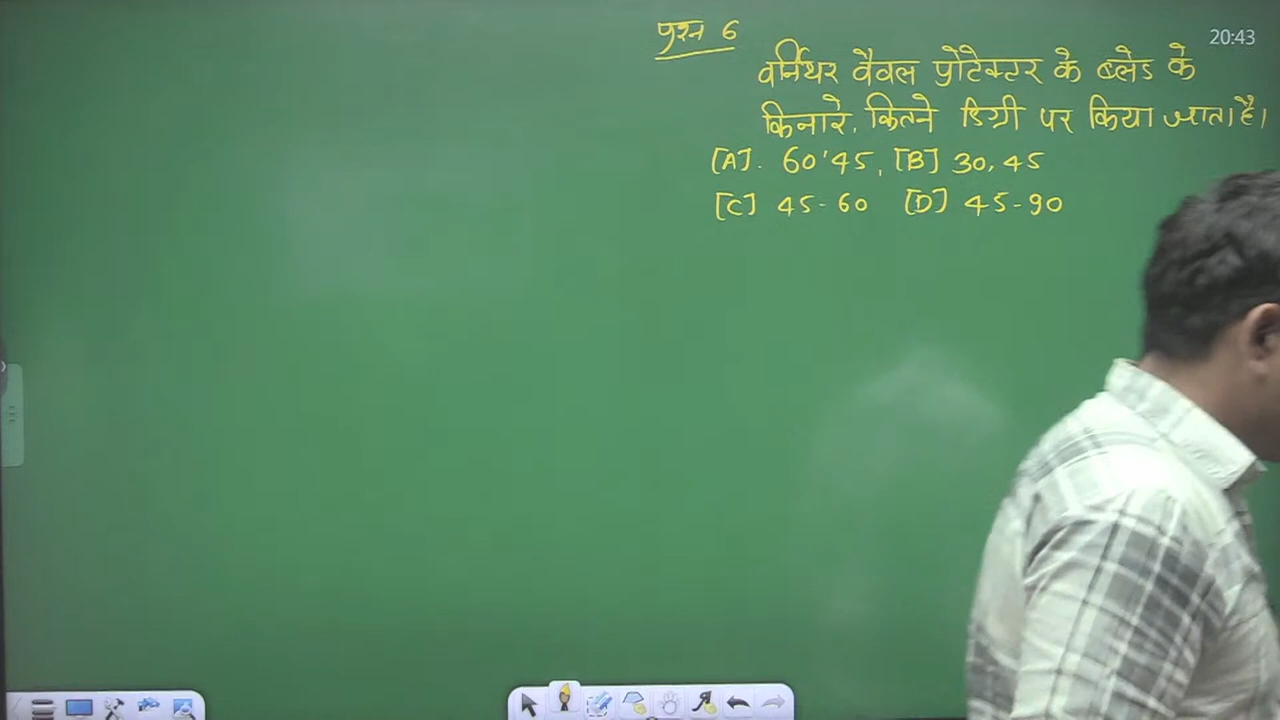 प्रश्न 6
20:43
वर्नियर वैवल प्रोटेक्टर के ब्लेड के
किनारे. कितने डिग्री पर किया जाता है।
[A]. 60'45, [B] 30,45
[C] 45-60 [D] 45-90